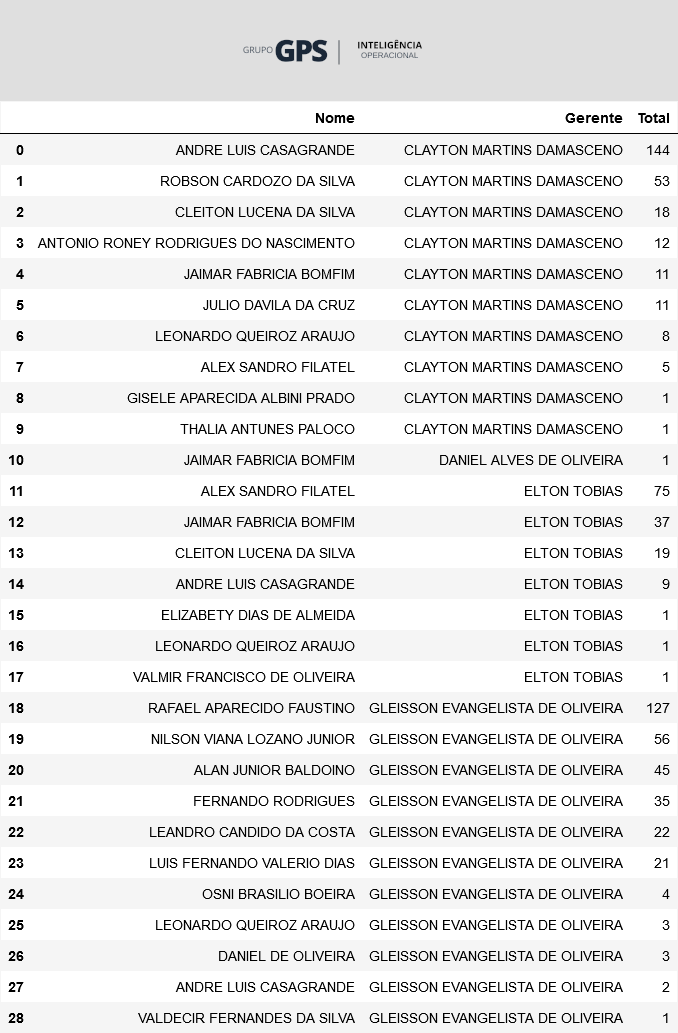 GRUPO GPS | INTELIGÊNCIA
OPERACIONAL
Nome Gerente Total
0 ANDRE LUIS CASAGRANDE CLAYTON MARTINS DAMASCENO 144
1 ROBSON CARDOZO DA SILVA CLAYTON MARTINS DAMASCENO 53
2 CLEITON LUCENA DA SILVA CLAYTON MARTINS DAMASCENO 18
3 ANTONIO RONEY RODRIGUES DO NASCIMENTO CLAYTON MARTINS DAMASCENO 12
4 JAIMAR FABRICIA BOMFIM CLAYTON MARTINS DAMASCENO 11
5 JULIO DAVILA DA CRUZ CLAYTON MARTINS DAMASCENO 11
6 LEONARDO QUEIROZ ARAUJO CLAYTON MARTINS DAMASCENO 8
7 ALEX SANDRO FILATEL CLAYTON MARTINS DAMASCENO 5
8 GISELE APARECIDA ALBINI PRADO CLAYTON MARTINS DAMASCENO 1
9 THALIA ANTUNES PALOCO CLAYTON MARTINS DAMASCENO 1
10 JAIMAR FABRICIA BOMFIM DANIEL ALVES DE OLIVEIRA 1
11 ALEX SANDRO FILATEL ELTON TOBIAS 75
12 JAIMAR FABRICIA BOMFIM ELTON TOBIAS 37
13 CLEITON LUCENA DA SILVA ELTON TOBIAS 19
14 ANDRE LUIS CASAGRANDE ELTON TOBIAS 9
15 ELIZABETY DIAS DE ALMEIDA ELTON TOBIAS 1
16 LEONARDO QUEIROZ ARAUJO ELTON TOBIAS 1
17 VALMIR FRANCISCO DE OLIVEIRA ELTON TOBIAS 1
18 RAFAEL APARECIDO FAUSTINO GLEISSON EVANGELISTA DE OLIVEIRA 127
19 NILSON VIANA LOZANO JUNIOR GLEISSON EVANGELISTA DE OLIVEIRA 56
20 ALAN JUNIOR BALDOINO GLEISSON EVANGELISTA DE OLIVEIRA 45
21 FERNANDO RODRIGUES GLEISSON EVANGELISTA DE OLIVEIRA 35
22 LEANDRO CANDIDO DA COSTA GLEISSON EVANGELISTA DE OLIVEIRA 22
23 LUIS FERNANDO VALERIO DIAS GLEISSON EVANGELISTA DE OLIVEIRA 21
24 OSNI BRASILIO BOEIRA GLEISSON EVANGELISTA DE OLIVEIRA 4
25 LEONARDO QUEIROZ ARAUJO GLEISSON EVANGELISTA DE OLIVEIRA 3
26 DANIEL DE OLIVEIRA GLEISSON EVANGELISTA DE OLIVEIRA 3
27 ANDRE LUIS CASAGRANDE GLEISSON EVANGELISTA DE OLIVEIRA 2
28 VALDECIR FERNANDES DA SILVA GLEISSON EVANGELISTA DE OLIVEIRA 1